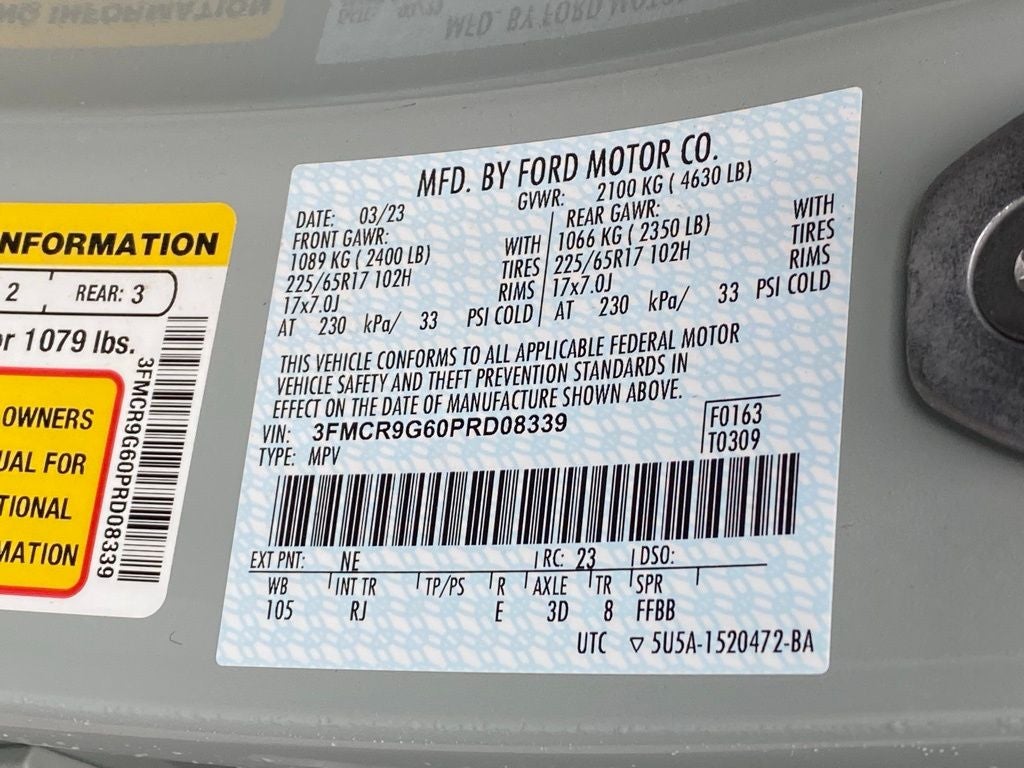 MFD. BY FORD MOTOR CO.
DATE: 03/23 GVWR: 2100 KG ( 4630 LB)
FRONT GAWR: REAR GAWR:
1089 KG ( 2400 LB) WITH 1066 KG ( 2350 LB) WITH
225/65R17 102H TIRES 225/65R17 102H TIRES
17x7.0J RIMS 17x7.0J RIMS
AT 230 kPa/ 33 PSI COLD AT 230 kPa/ 33 PSI COLD
THIS VEHICLE CONFORMS TO ALL APPLICABLE FEDERAL MOTOR
VEHICLE SAFETY AND THEFT PREVENTION STANDARDS IN
EFFECT ON THE DATE OF MANUFACTURE SHOWN ABOVE.
VIN: 3FMCR9G60PRD08339 F0163
TYPE: MPV T0309
EXT PNT: NE RC: 23 DSO:
WB INT TR TP/PS R AXLE TR SPR
105 RJ E 3D 8 FFBB
UTC ▽ 5U5A-1520472-BA
NFORMATION
2 REAR: 3
or 1079 lbs.
OWNERS
UAL FOR
TIONAL
MATION
3FMCR9G60PRD08339
MFD. BY FORD MOTOR